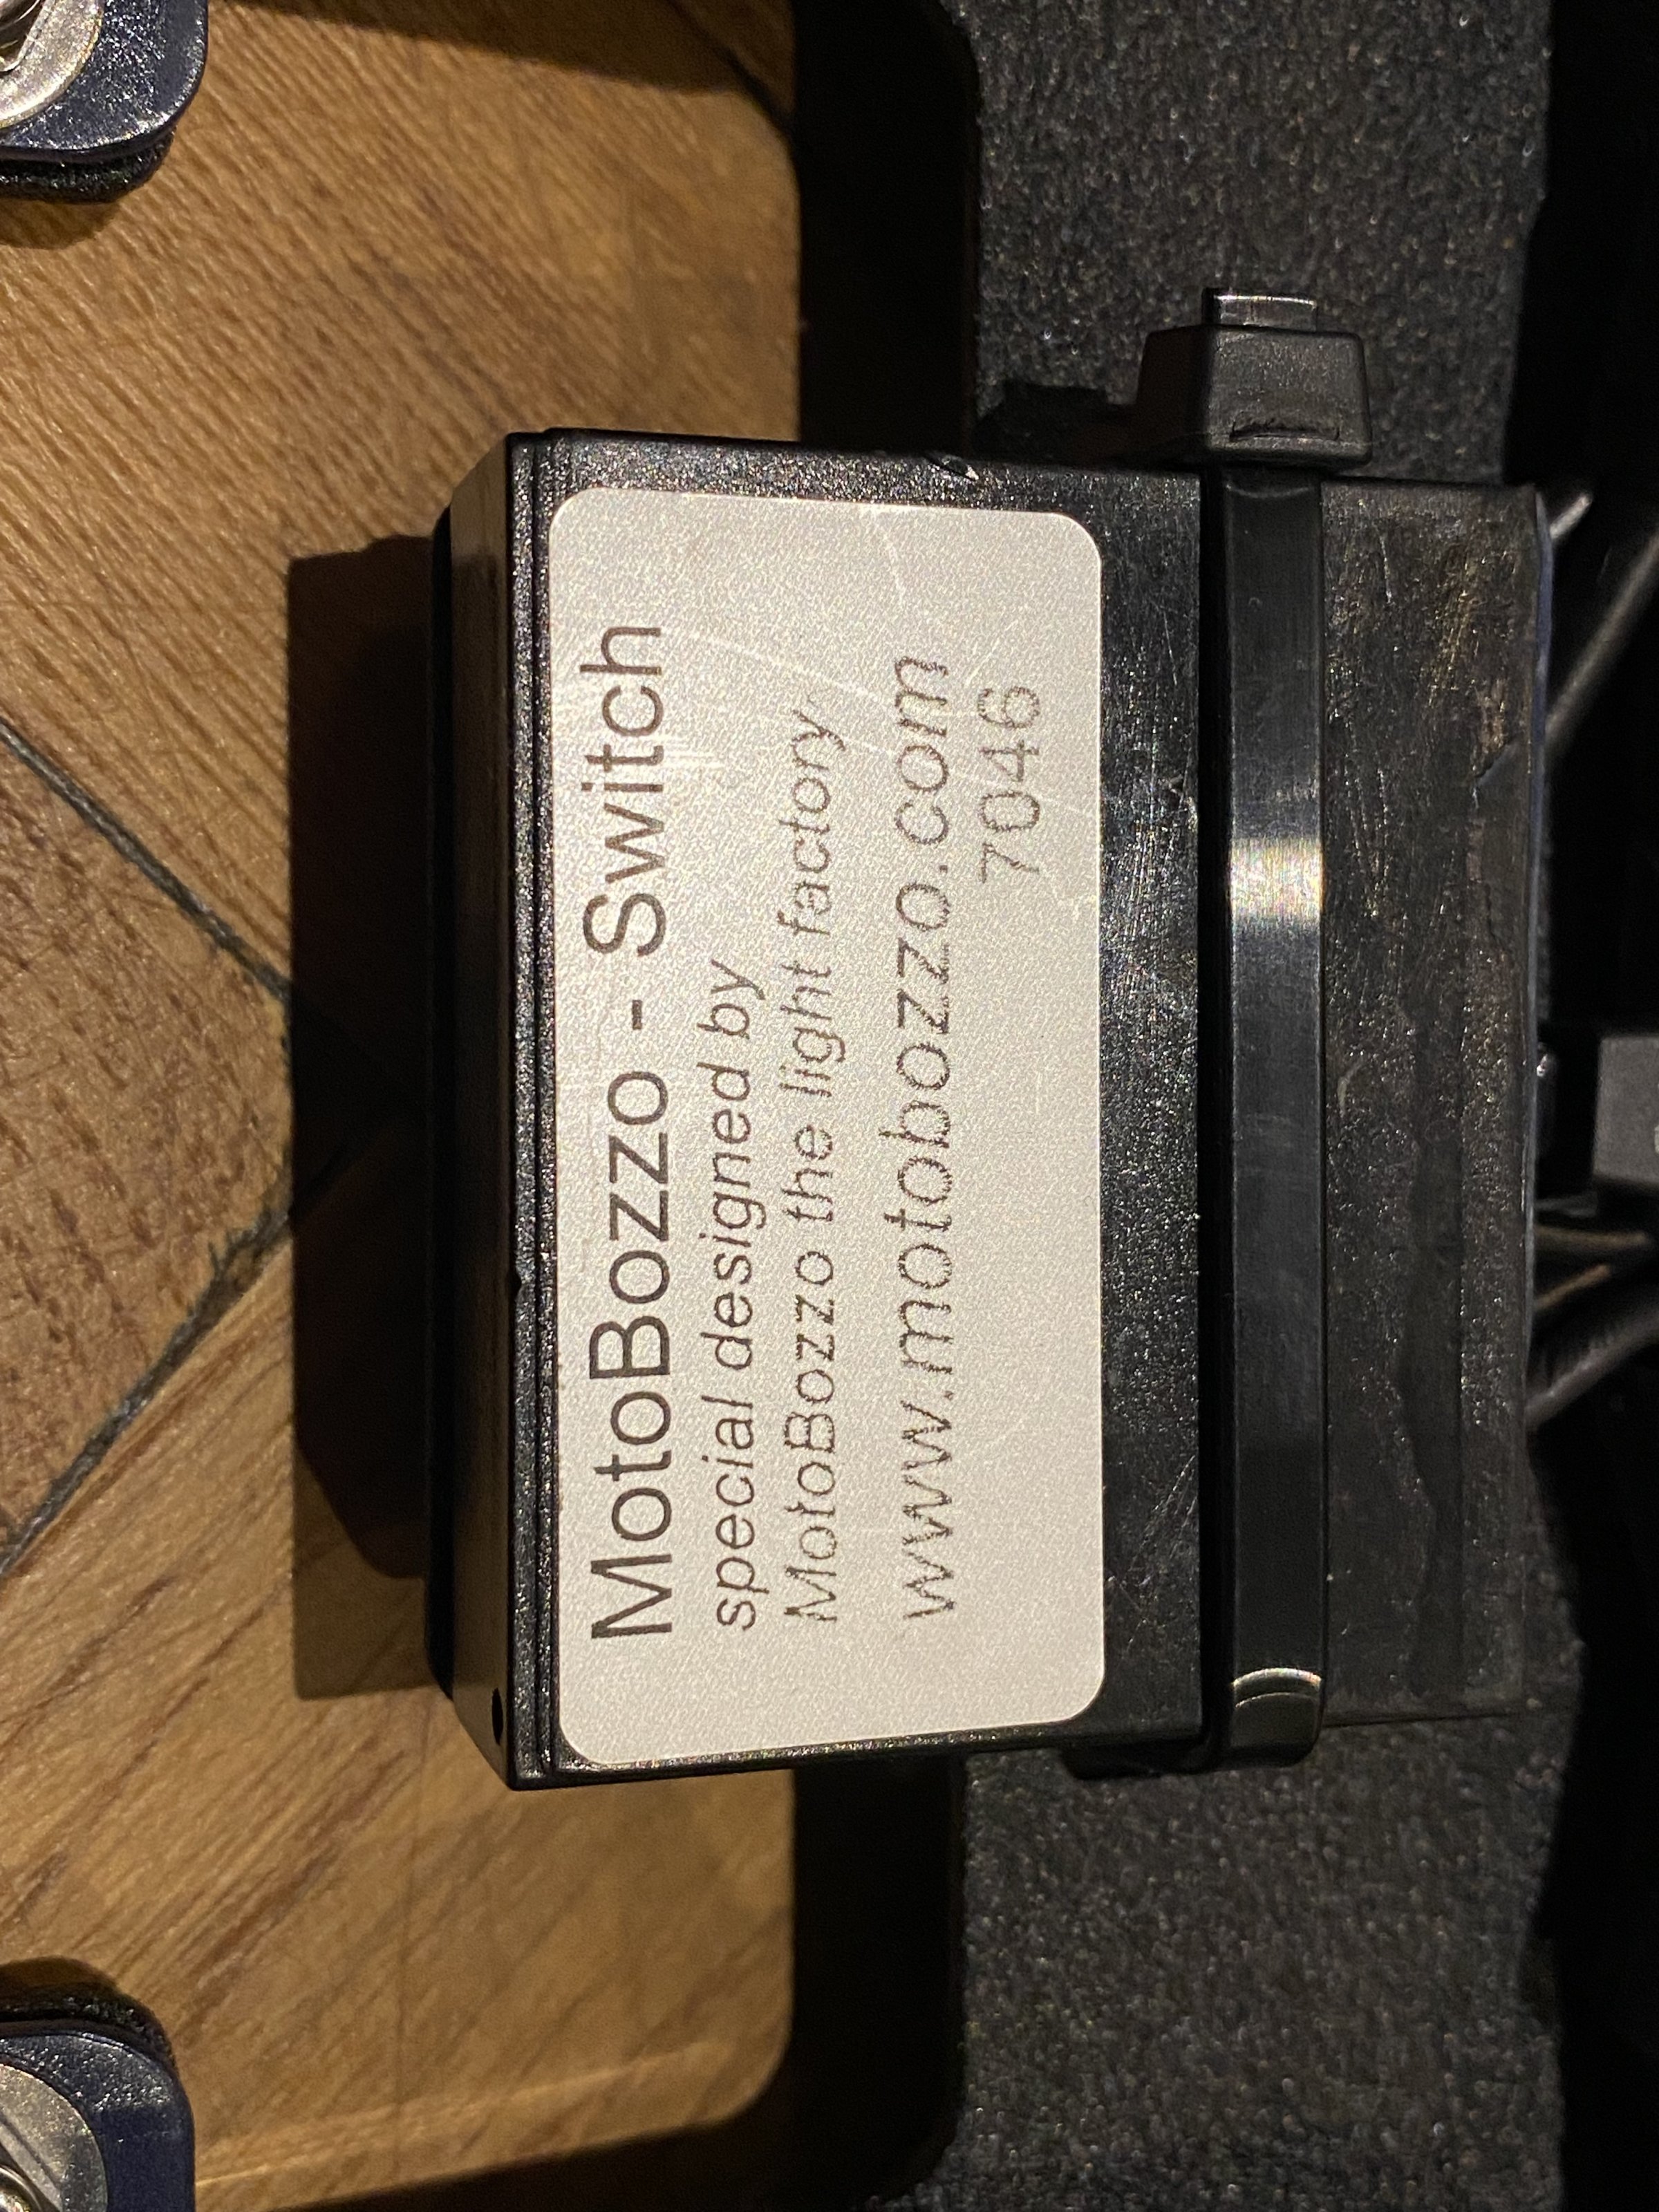 MotoBozzo - Switch
special designed by
MotoBozzo the light factory
www.motobozzo.com
7046